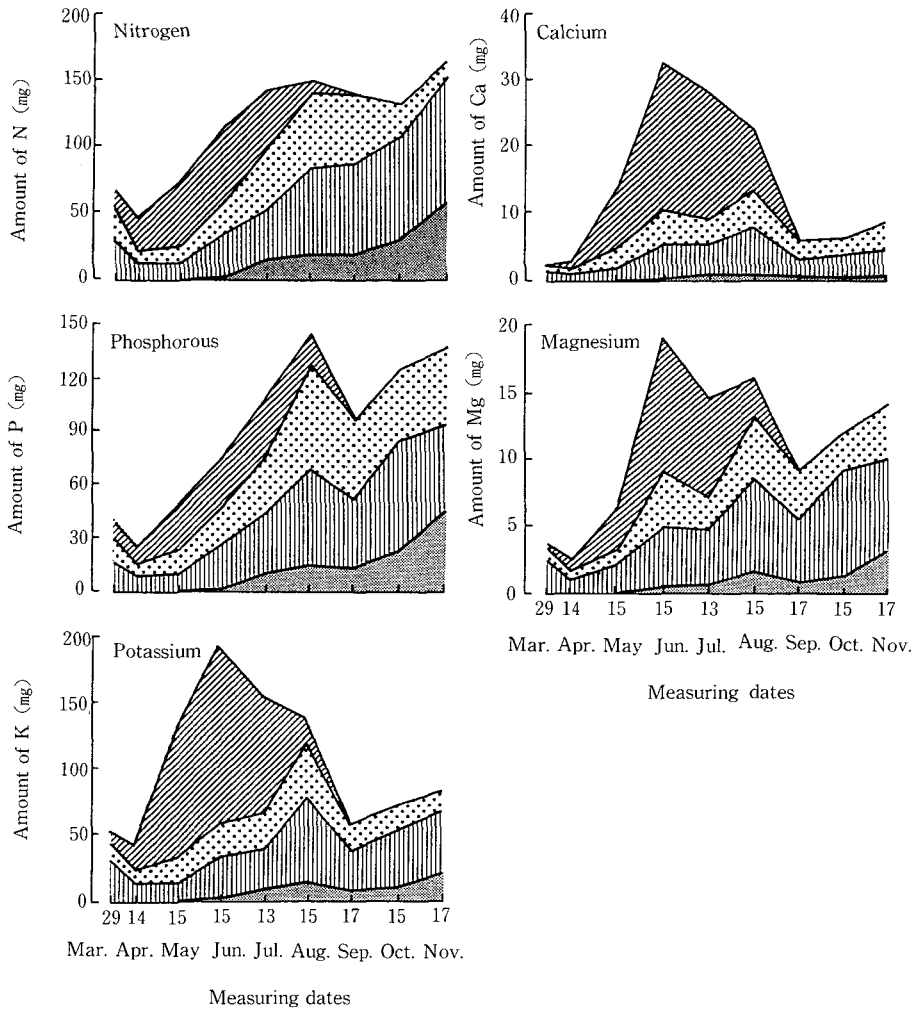 Nitrogen
Amount of N (mg)
200
150
100
50
0
Calcium
Amount of Ca (mg)
40
30
20
10
0
Phosphorous
Amount of P (mg)
150
120
90
60
30
0
Magnesium
Amount of Mg (mg)
20
15
10
5
0
29 14 15 15 13 15 17 15 17
Mar. Apr. May Jun. Jul. Aug. Sep. Oct. Nov.
Measuring dates
Potassium
Amount of K (mg)
200
150
100
50
0
29 14 15 15 13 15 17 15 17
Mar. Apr. May Jun. Jul. Aug. Sep. Oct. Nov.
Measuring dates